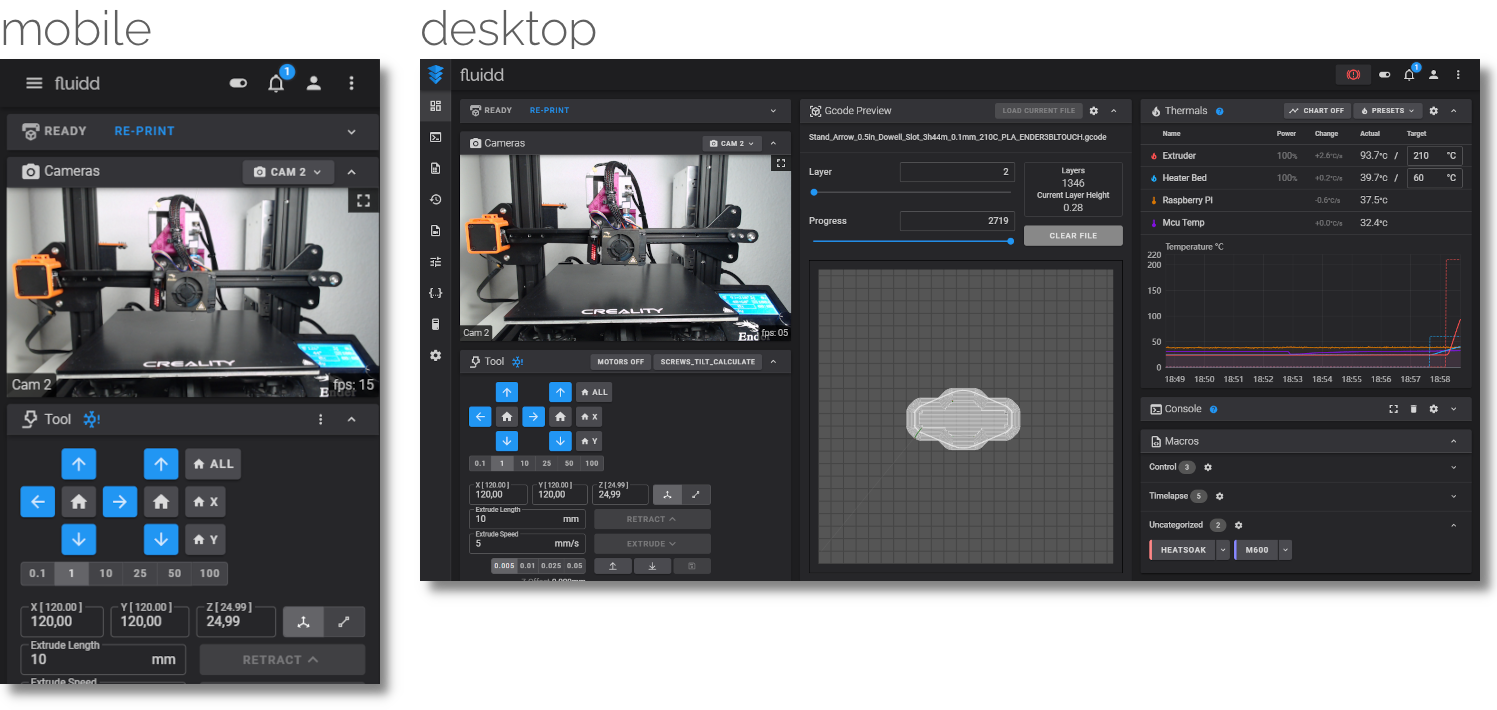 mobile
desktop
fluidd
1
READY RE-PRINT
Cameras
CAM 2
CREALITY
Cam 2
fps: 15
Ender
Tool
ALL
X
Y
0.1 1 10 25 50 100
X [ 120.00 ] Y [ 120.00 ] Z [ 24.99 ]
120,00 120,00 24,99
Extrude Length
10 mm
RETRACT
Extrude Speed
fluidd
1
READY RE-PRINT
Cameras
CAM 2
CREALITY
Cam 2
fps: 05
Ender
Tool
MOTORS OFF
SCREWS_TILT_CALCULATE
ALL
X
Y
0.1 1 10 25 50 100
X [ 120.00 ] Y [ 120.00 ] Z [ 24.99 ]
120,00 120,00 24,99
Extrude Length
10 mm
RETRACT
Extrude Speed
5 mm/s
EXTRUDE
0.005 0.01 0.025 0.05
Z Offset 0.000mm
Gcode Preview
LOAD CURRENT FILE
Stand_Arrow_0.5in_Dowell_Slot_3h44m_0.1mm_210C_PLA_ENDER3BLTOUCH.gcode
Layer
2
Progress
2719
Layers
1346
Current Layer Height
0.28
CLEAR FILE
Thermals
CHART OFF
PRESETS
Name Power Change Actual Target
Extruder 100% +2.6°C/s 93.7°C / 210 °C
Heater Bed 100% +0.2°C/s 39.7°C / 60 °C
Raspberry Pi -0.6°C/s 37.5°C
Mcu Temp +0.0°C/s 32.4°C
Temperature °C
220
200
150
100
50
0
18:49 18:50 18:51 18:52 18:53 18:54 18:55 18:56 18:57 18:58
Console
Macros
Control 3
Timelapse 5
Uncategorized 2
HEATSOAK
M600